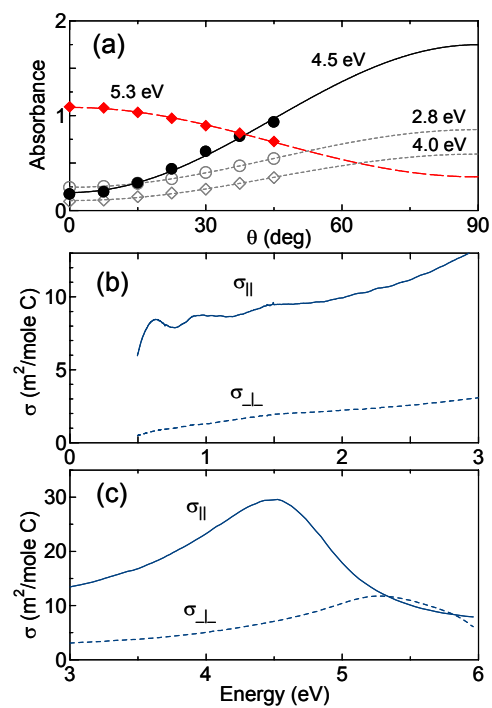 (a)
5.3 eV
4.5 eV
2.8 eV
4.0 eV
Absorbance
2
1
0
0 30 60 90
θ (deg)
(b)
σ||
σ⊥
σ (m²/mole C)
10
5
0
0 1 2 3
(c)
σ||
σ⊥
σ (m²/mole C)
30
20
10
0
3 4 5 6
Energy (eV)